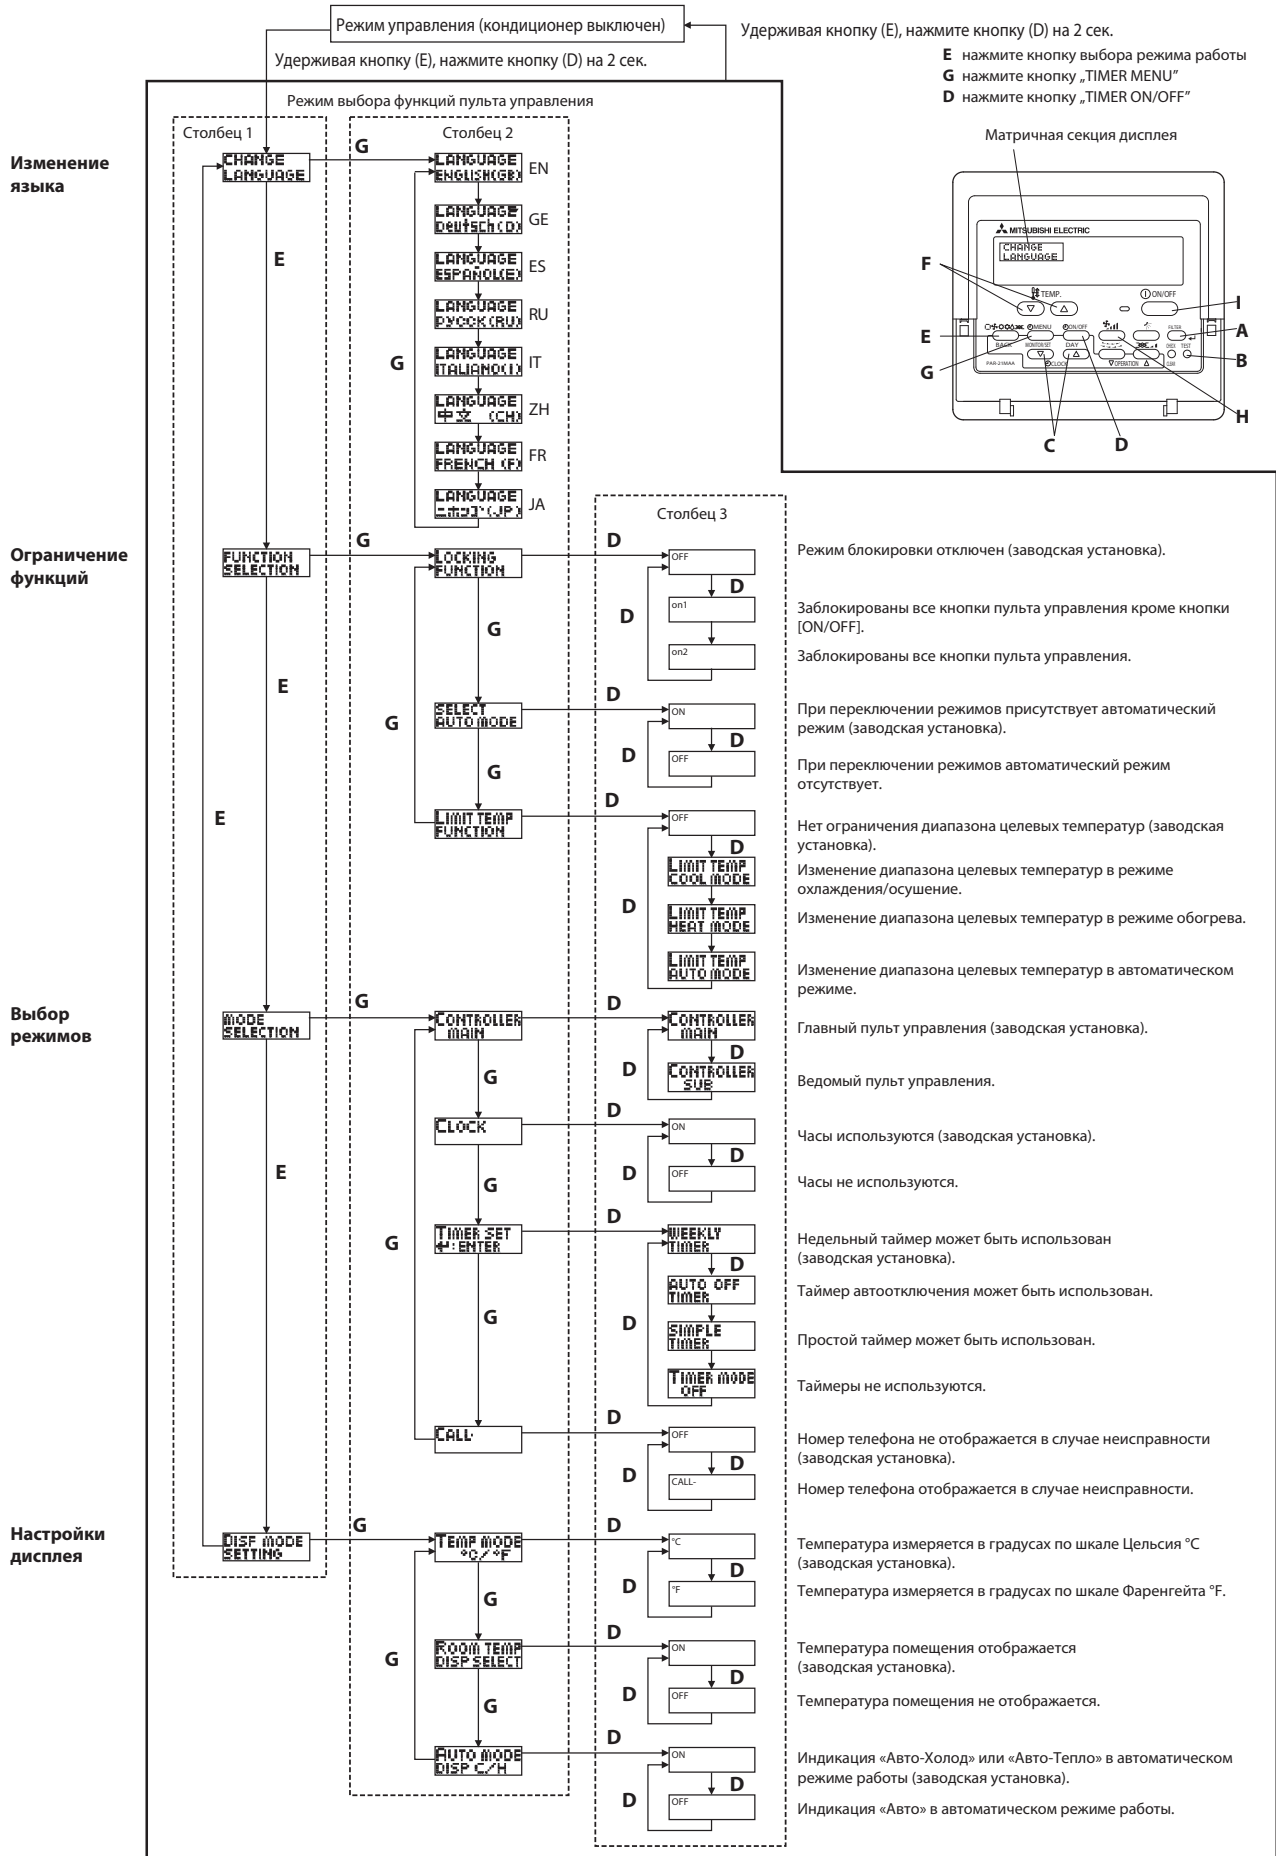 Режим управления (кондиционер выключен)
Удерживая кнопку (E), нажмите кнопку (D) на 2 сек.
Удерживая кнопку (E), нажмите кнопку (D) на 2 сек.
E нажмите кнопку выбора режима работы
G нажмите кнопку „TIMER MENU”
D нажмите кнопку „TIMER ON/OFF”
Матричная секция дисплея
MITSUBISHI ELECTRIC
CHANGE
LANGUAGE
TEMP.
ON/OFF
MENU
ON/OFF
FILTER
BACK
MONITOR/SET
DAY
CHECK
TEST
PAR-21MAA
CLOCK
OPERATION
CLEAR
F
E
G
C
D
I
A
B
H
Режим выбора функций пульта управления
Столбец 1
Столбец 2
Столбец 3
Изменение
языка
CHANGE
LANGUAGE
G
E
G
LANGUAGE
ENGLISH(GB)
EN
LANGUAGE
Deutsch(D)
GE
LANGUAGE
ESPAÑOL(E)
ES
LANGUAGE
РУССК(RU)
RU
LANGUAGE
ITALIANO(I)
IT
LANGUAGE
中文 (CH)
ZH
LANGUAGE
FRENCH (F)
FR
LANGUAGE
ニホンゴ(JP)
JA
Ограничение
функций
FUNCTION
SELECTION
G
E
E
LOCKING
FUNCTION
G
G
SELECT
AUTO MODE
G
LIMIT TEMP
FUNCTION
D
OFF
D
on1
D
on2
Режим блокировки отключен (заводская установка).
Заблокированы все кнопки пульта управления кроме кнопки
[ON/OFF].
Заблокированы все кнопки пульта управления.
D
ON
D
D
OFF
При переключении режимов присутствует автоматический
режим (заводская установка).
При переключении режимов автоматический режим
отсутствует.
D
OFF
D
LIMIT TEMP
COOL MODE
D
LIMIT TEMP
HEAT MODE
LIMIT TEMP
AUTO MODE
Нет ограничения диапазона целевых температур (заводская
установка).
Изменение диапазона целевых температур в режиме
охлаждения/осушение.
Изменение диапазона целевых температур в режиме обогрева.
Изменение диапазона целевых температур в автоматическом
режиме.
Выбор
режимов
MODE
SELECTION
G
E
CONTROLLER
MAIN
G
CLOCK
G
G
TIMER SET
↵:ENTER
G
CALL-
D
CONTROLLER
MAIN
D
D
CONTROLLER
SUB
Главный пульт управления (заводская установка).
Ведомый пульт управления.
D
ON
D
D
OFF
Часы используются (заводская установка).
Часы не используются.
D
WEEKLY
TIMER
D
AUTO OFF
TIMER
D
SIMPLE
TIMER
TIMER MODE
OFF
Недельный таймер может быть использован
(заводская установка).
Таймер автоотключения может быть использован.
Простой таймер может быть использован.
Таймеры не используются.
D
OFF
D
D
CALL-
Номер телефона не отображается в случае неисправности
(заводская установка).
Номер телефона отображается в случае неисправности.
Настройки
дисплея
DISP MODE
SETTING
G
TEMP MODE
°C/°F
G
G
ROOM TEMP
DISP SELECT
G
AUTO MODE
DISP C/H
D
°C
D
D
°F
Температура измеряется в градусах по шкале Цельсия °C
(заводская установка).
Температура измеряется в градусах по шкале Фаренгейта °F.
D
ON
D
D
OFF
Температура помещения отображается
(заводская установка).
Температура помещения не отображается.
D
ON
D
D
OFF
Индикация «Авто-Холод» или «Авто-Тепло» в автоматическом
режиме работы (заводская установка).
Индикация «Авто» в автоматическом режиме работы.